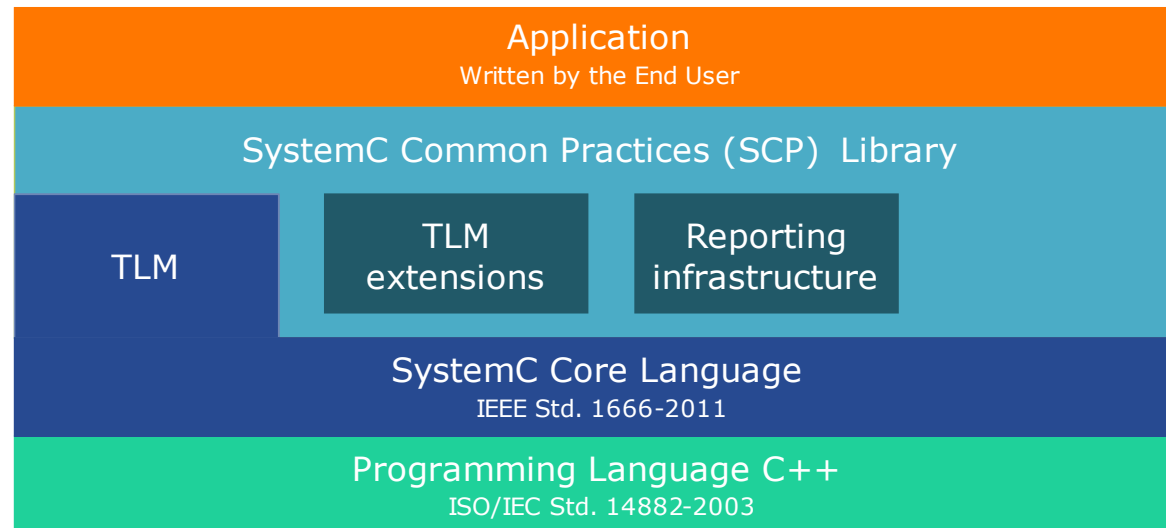 Application
Written by the End User
SystemC Common Practices (SCP) Library
TLM
TLM
extensions
Reporting
infrastructure
SystemC Core Language
IEEE Std. 1666-2011
Programming Language C++
ISO/IEC Std. 14882-2003